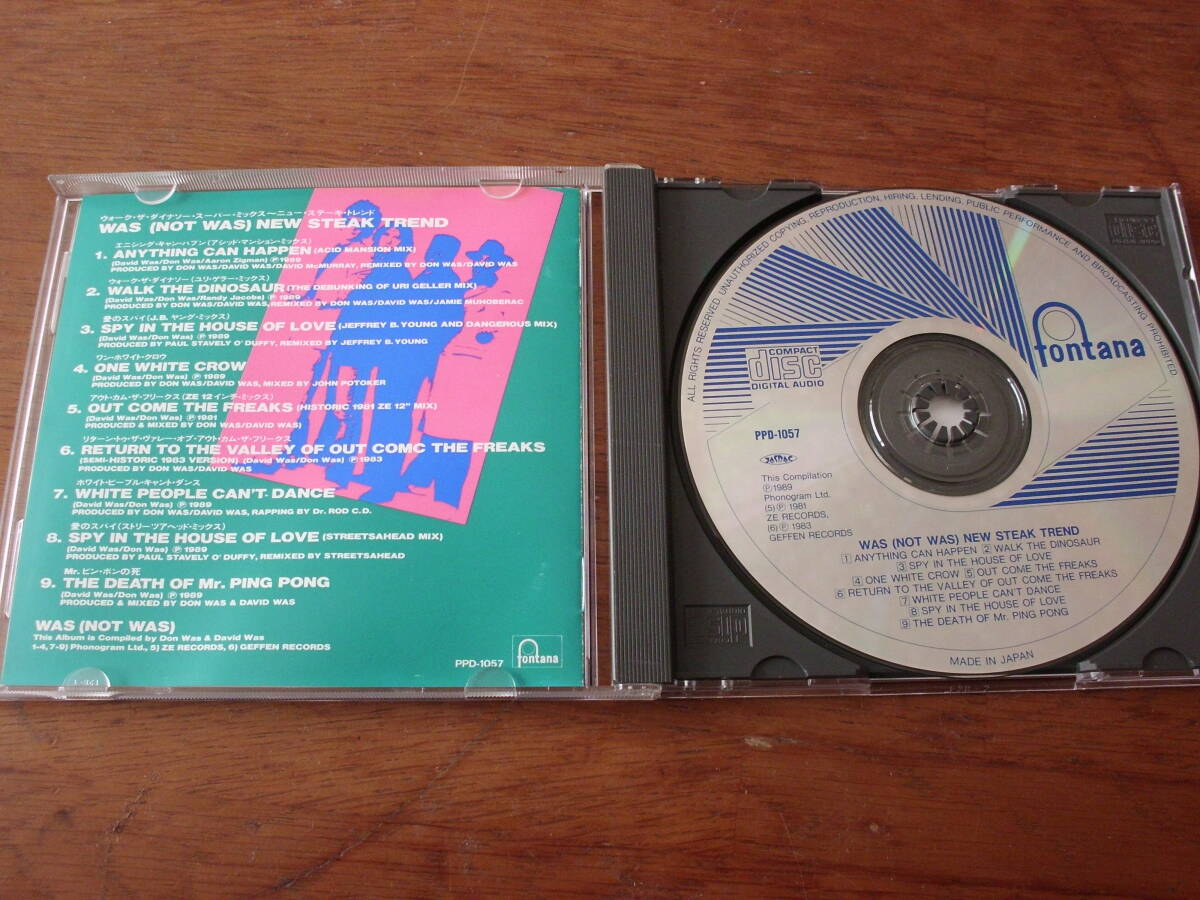 ウォーク・ザ・ダイナソー・スーパー・ミックス〜ニュー・ステーキ・トレンド
WAS (NOT WAS) NEW STEAK TREND
エニシング・キャン・ハプン(アシッド・マンション・ミックス)
1. ANYTHING CAN HAPPEN (ACID MANSION MIX)
(David Was/Don Was/Aaron Zigman) Ⓟ1989
PRODUCED BY DON WAS/DAVID WAS/DAVID McMURRAY, REMIXED BY DON WAS/DAVID WAS
ウォーク・ザ・ダイナソー(ユリ・ゲラー・ミックス)
2. WALK THE DINOSAUR (THE DEBUNKING OF URI GELLER MIX)
(David Was/Don Was/Randy Jacobs) Ⓟ1989
PRODUCED BY DON WAS/DAVID WAS, REMIXED BY DON WAS/DAVID WAS/JAMIE MUHOBERAC
愛のスパイ(J.B. ヤング・ミックス)
3. SPY IN THE HOUSE OF LOVE (JEFFREY B. YOUNG AND DANGEROUS MIX)
(David Was/Don Was) Ⓟ1989
PRODUCED BY PAUL STAVELY O' DUFFY, REMIXED BY JEFFREY B. YOUNG
ワン・ホワイト・クロウ
4. ONE WHITE CROW
(David Was/Don Was) Ⓟ1989
PRODUCED BY DON WAS/DAVID WAS, MIXED BY JOHN POTOKER
アウト・カム・ザ・フリークス(ZE 12 インチ・ミックス)
5. OUT COME THE FREAKS (HISTORIC 1981 ZE 12" MIX)
(David Was/Don Was) Ⓟ1981
PRODUCED & MIXED BY DON WAS/DAVID WAS)
リターン・トゥ・ザ・ヴァレー・オブ・アウト・カム・ザ・フリークス
6. RETURN TO THE VALLEY OF OUT COMC THE FREAKS
(SEMI-HISTORIC 1983 VERSION) (David Was/Don Was) Ⓟ1983
PRODUCED BY DON WAS/DAVID WAS
ホワイト・ピープル・キャント・ダンス
7. WHITE PEOPLE CAN'T DANCE
(David Was/Don Was) Ⓟ1989
PRODUCED BY DON WAS/DAVID WAS, RAPPING BY Dr. ROD C.D.
愛のスパイ(ストリーツアヘッド・ミックス)
8. SPY IN THE HOUSE OF LOVE (STREETSAHEAD MIX)
(David Was/Don Was) Ⓟ1989
PRODUCED BY PAUL STAVELY O' DUFFY, REMIXED BY STREETSAHEAD
Mr. ピン・ポンの死
9. THE DEATH OF Mr. PING PONG
(David Was/Don Was) Ⓟ1989
PRODUCED & MIXED BY DON WAS & DAVID WAS
WAS (NOT WAS)
This Album is Compiled by Don Was & David Was
1-4, 7-9) Phonogram Ltd., 5) ZE RECORDS, 6) GEFFEN RECORDS
PPD-1057
fontana
ALL RIGHTS RESERVED UNAUTHORIZED COPYING, REPRODUCTION, HIRING, LENDING, PUBLIC PERFORMANCE AND BROADCASTING PROHIBITED
fontana
COMPACT
disc
DIGITAL AUDIO
PPD-1057
JASRAC
This Compilation
Ⓟ1989
Phonogram Ltd.
(5)Ⓟ 1981
ZE RECORDS,
(6)Ⓟ 1983
GEFFEN RECORDS
WAS (NOT WAS) NEW STEAK TREND
1 ANYTHING CAN HAPPEN 2 WALK THE DINOSAUR
3 SPY IN THE HOUSE OF LOVE
4 ONE WHITE CROW 5 OUT COME THE FREAKS
6 RETURN TO THE VALLEY OF OUT COME THE FREAKS
7 WHITE PEOPLE CAN'T DANCE
8 SPY IN THE HOUSE OF LOVE
9 THE DEATH OF Mr. PING PONG
MADE IN JAPAN
COMPACT
disc
DIGITAL AUDIO